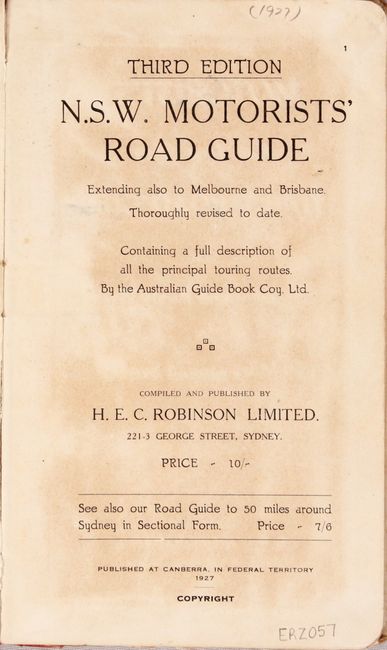 (1927)
1
THIRD EDITION
N.S.W. MOTORISTS'
ROAD GUIDE
Extending also to Melbourne and Brisbane.
Thoroughly revised to date.
Containing a full description of
all the principal touring routes.
By the Australian Guide Book Coy. Ltd.
COMPILED AND PUBLISHED BY
H. E. C. ROBINSON LIMITED.
221-3 GEORGE STREET, SYDNEY.
PRICE - 10/-
See also our Road Guide to 50 miles around
Sydney in Sectional Form. Price - 7/6
PUBLISHED AT CANBERRA, IN FEDERAL TERRITORY
1927
COPYRIGHT
ERZ057